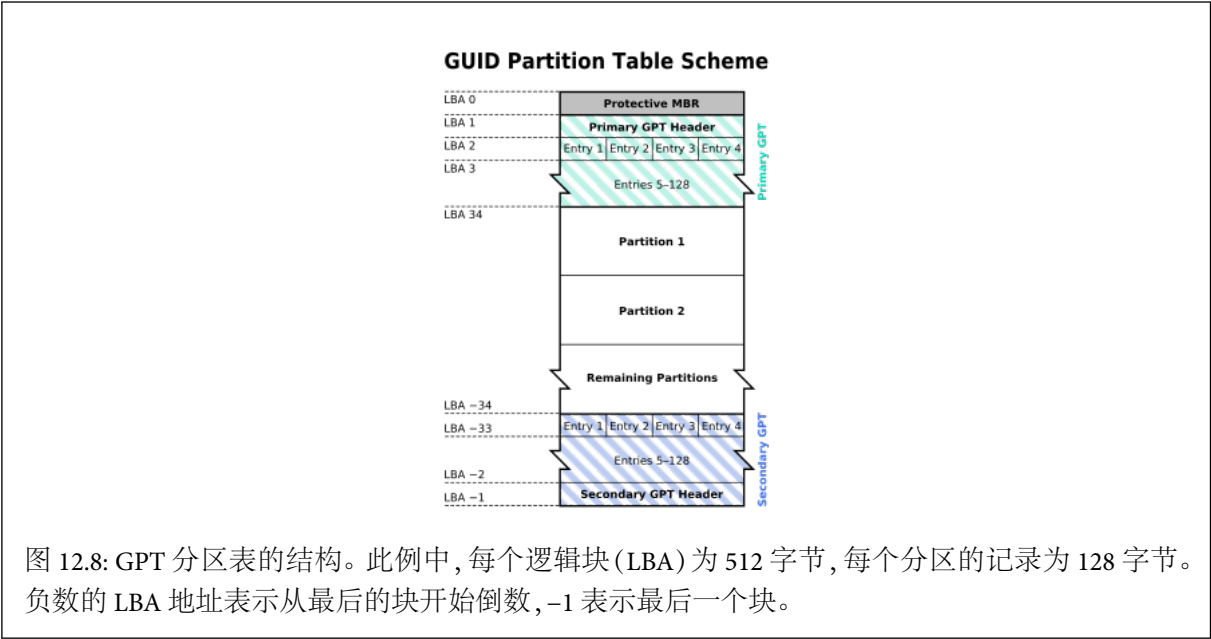 GUID Partition Table Scheme
LBA 0
Protective MBR
LBA 1
Primary GPT Header
LBA 2
Entry 1 Entry 2 Entry 3 Entry 4
LBA 3
Entries 5–128
Primary GPT
LBA 34
Partition 1
Partition 2
Remaining Partitions
LBA −34
LBA −33
Entry 1 Entry 2 Entry 3 Entry 4
Entries 5–128
LBA −2
LBA −1
Secondary GPT Header
Secondary GPT
图 12.8: GPT 分区表的结构。此例中,每个逻辑块(LBA)为 512 字节,每个分区的记录为 128 字节。
负数的 LBA 地址表示从最后的块开始倒数,–1 表示最后一个块。